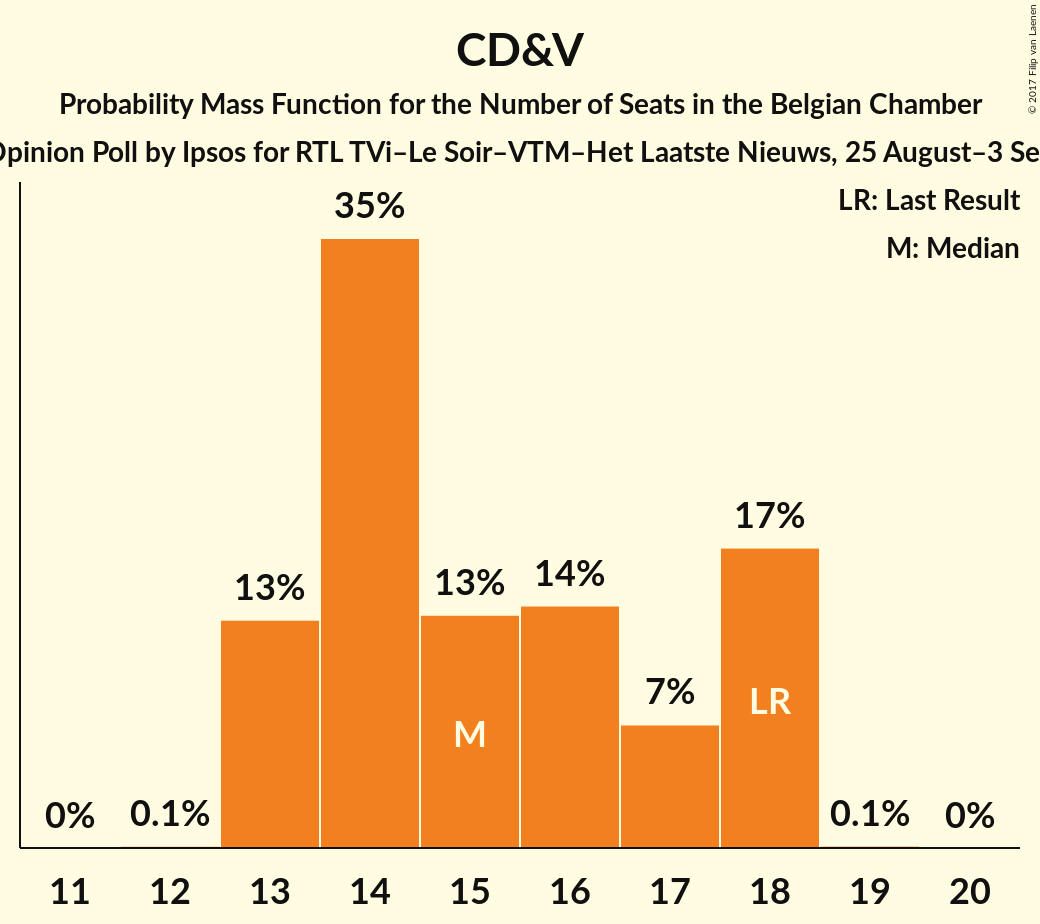 CD&V
Probability Mass Function for the Number of Seats in the Belgian Chamber
Opinion Poll by Ipsos for RTL TVi–Le Soir–VTM–Het Laatste Nieuws, 25 August–3 Se
© 2017 Filip van Laenen
LR: Last Result
M: Median
35%
17%
14%
13%
13%
7%
LR
M
0%
0.1%
0.1%
0%
11 12 13 14 15 16 17 18 19 20